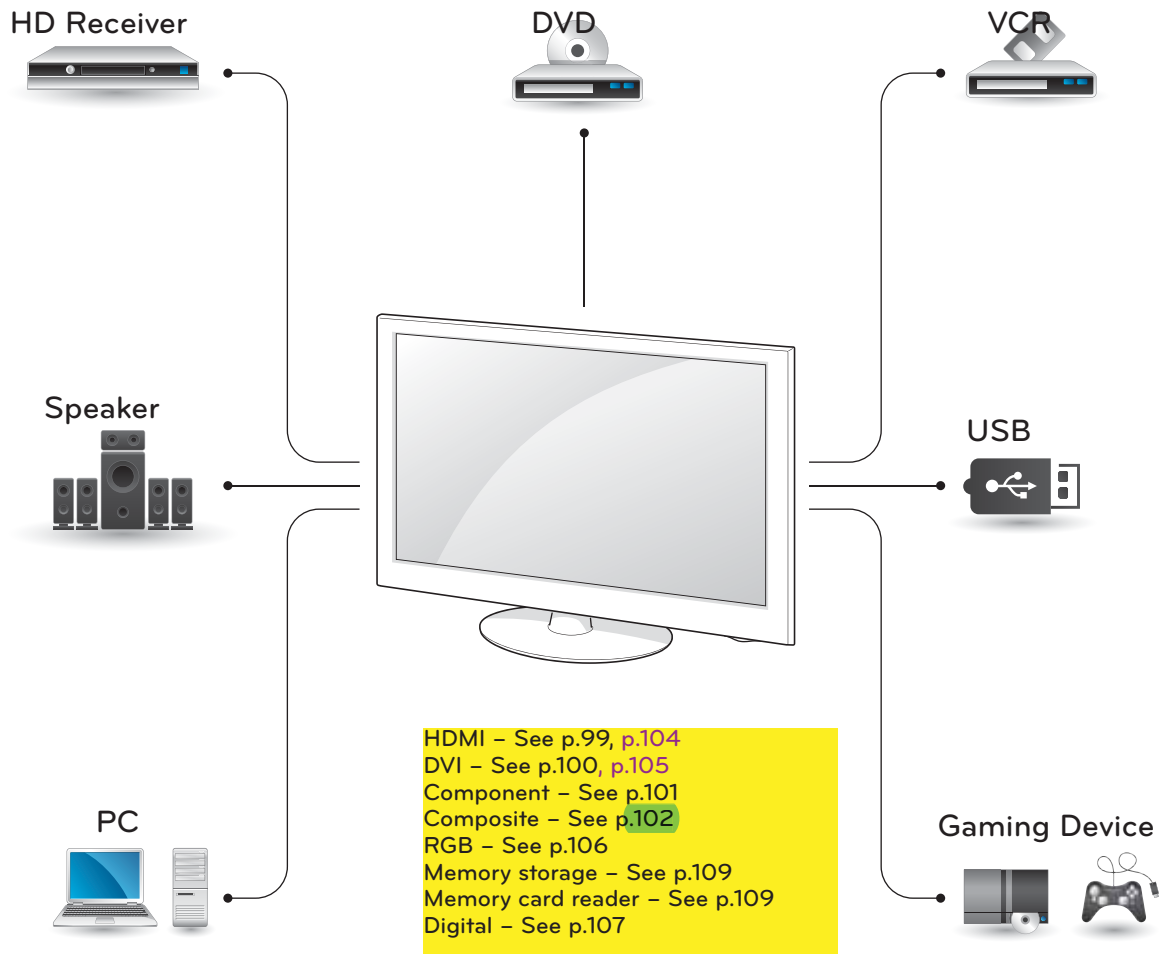 HD Receiver
DVD
VCR
Speaker
USB
HDMI – See p.99, p.104
DVI – See p.100, p.105
Component – See p.101
Composite – See p.102
RGB – See p.106
Memory storage – See p.109
Memory card reader – See p.109
Digital – See p.107
PC
Gaming Device